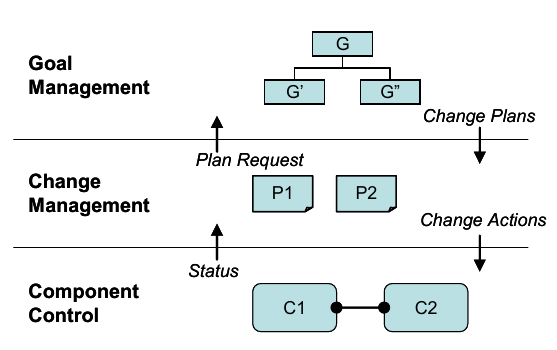 G
Goal
Management
G’ G”
Change Plans
Plan Request
Change
Management
P1 P2
Change Actions
Status
Component
Control
C1 C2